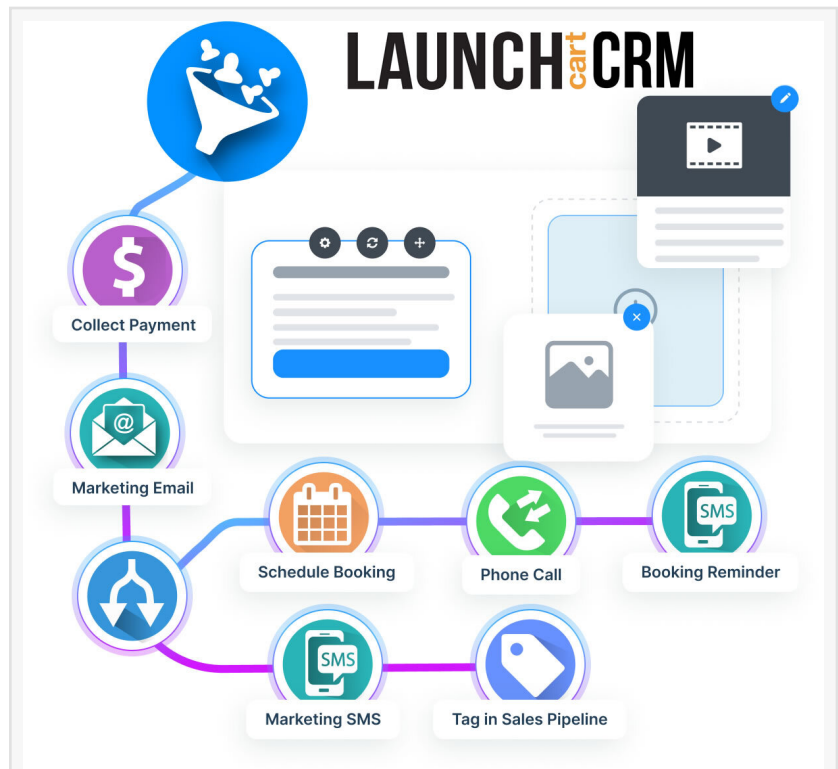 LAUNCH cart CRM
Collect Payment
@
Marketing Email
Schedule Booking
Phone Call
SMS
Booking Reminder
SMS
Marketing SMS
Tag in Sales Pipeline